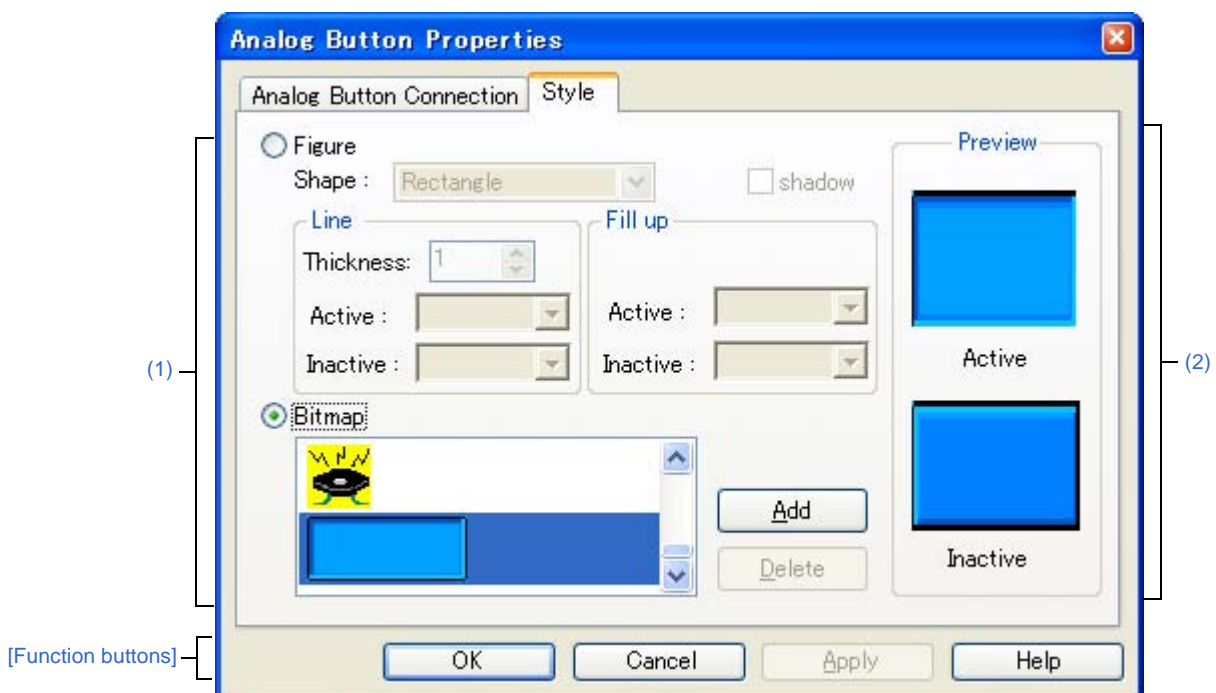 Analog Button Properties
Analog Button Connection Style
Figure
Shape : Rectangle shadow
Line
Thickness: 1
Active :
Inactive :
Fill up
Active :
Inactive :
Bitmap
Add
Delete
Preview
Active
Inactive
(1)
(2)
[Function buttons]
OK Cancel Apply Help